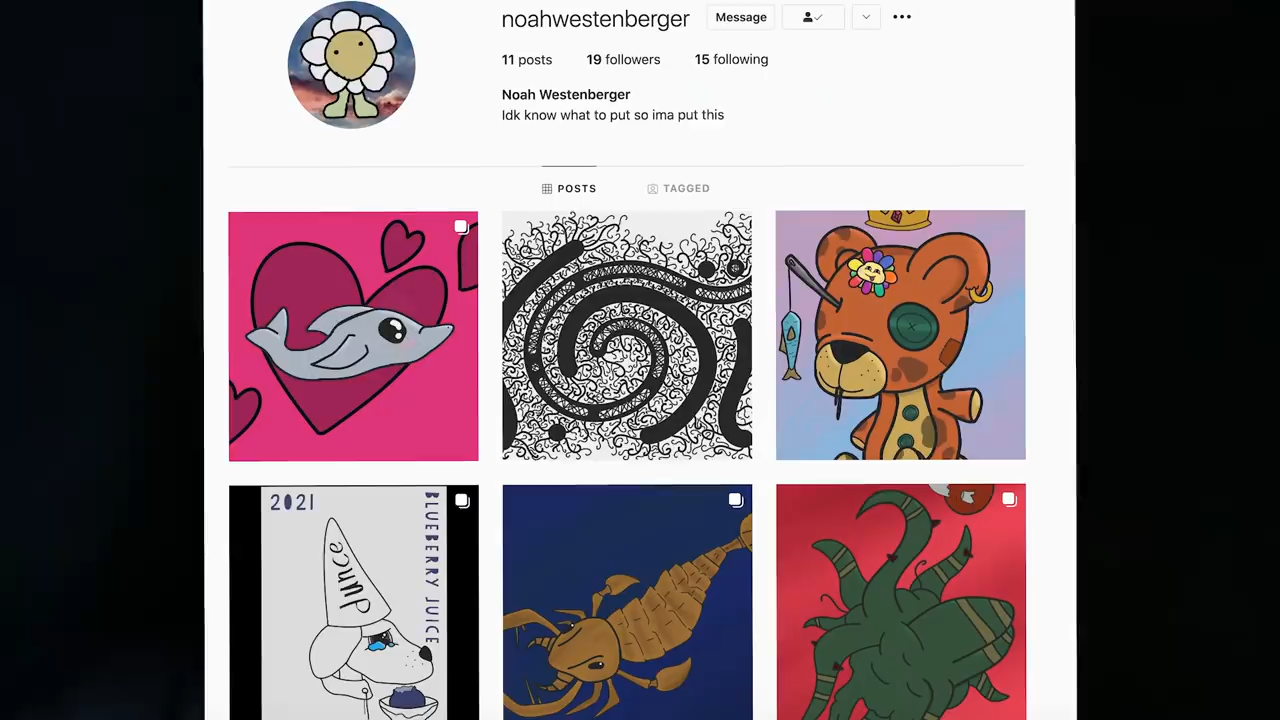 noahwestenberger
Message
11 posts 19 followers 15 following
Noah Westenberger
Idk know what to put so ima put this
POSTS TAGGED
2021
BLUEBERRY JUICE
dunce